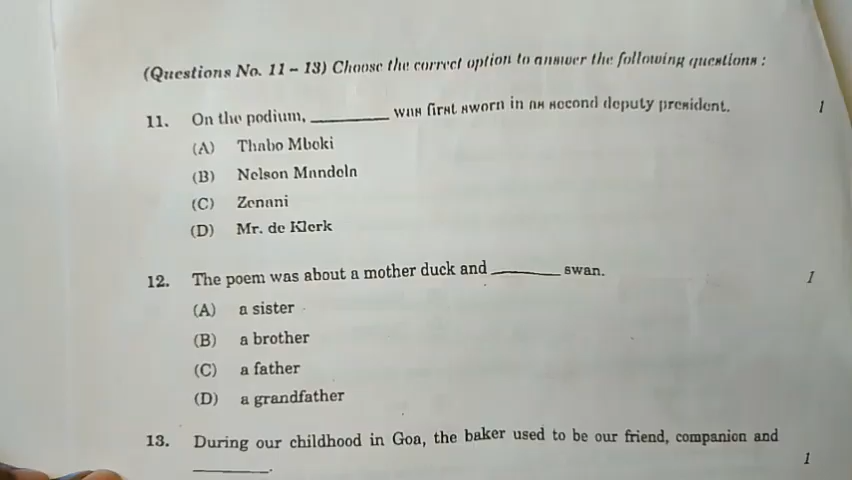 (Questions No. 11 – 13) Choose the correct option to answer the following questions :
11. On the podium, _________ was first sworn in as second deputy president. 1
(A) Thabo Mbeki
(B) Nelson Mandela
(C) Zenani
(D) Mr. de Klerk
12. The poem was about a mother duck and ________ swan. 1
(A) a sister
(B) a brother
(C) a father
(D) a grandfather
13. During our childhood in Goa, the baker used to be our friend, companion and
_________. 1